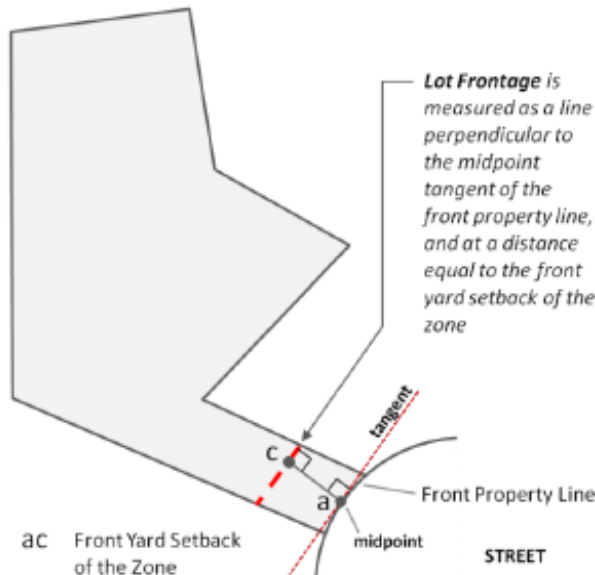 Lot Frontage is
measured as a line
perpendicular to
the midpoint
tangent of the
front property line,
and at a distance
equal to the front
yard setback of the
zone
tangent
c
a
Front Property Line
midpoint
ac Front Yard Setback
of the Zone
STREET